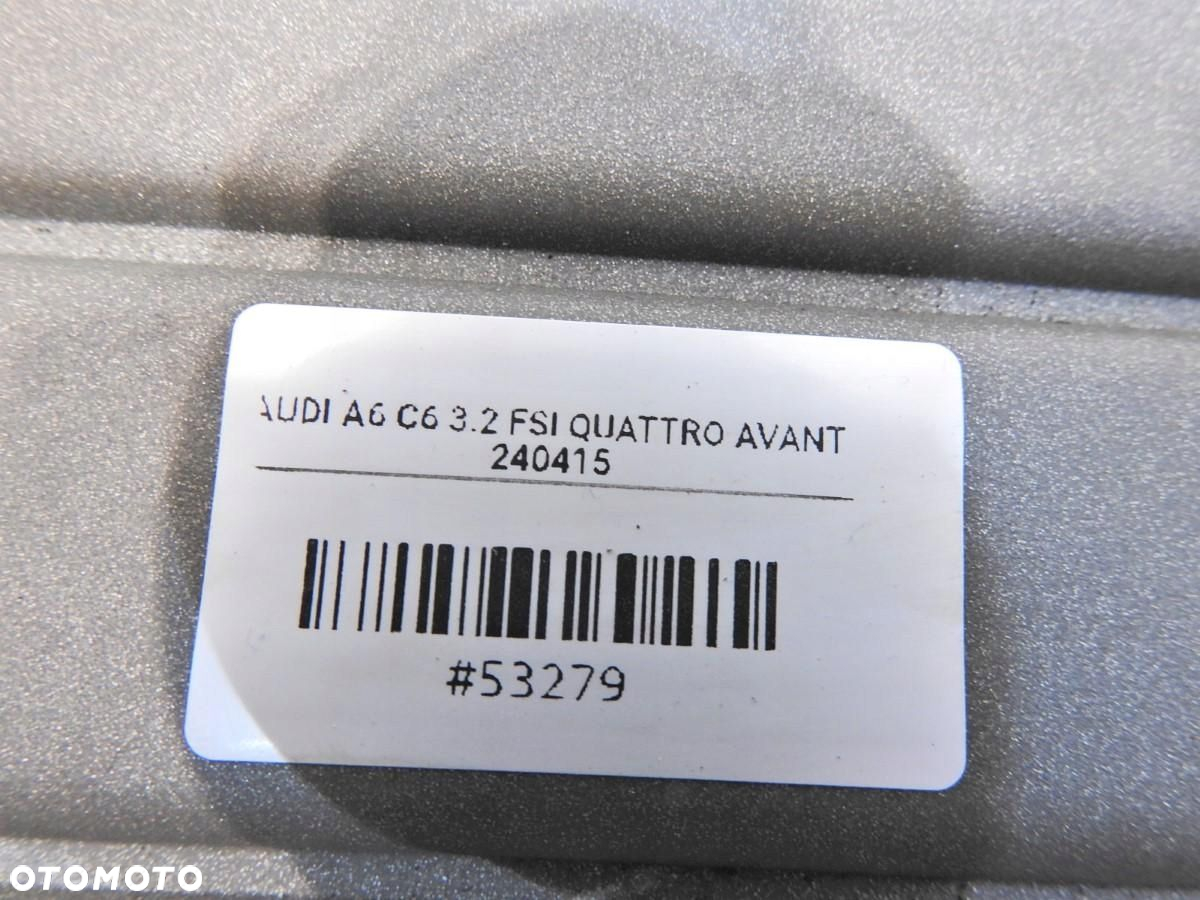 AUDI A6 C6 3.2 FSI QUATTRO AVANT
240415
#53279
OTOMOTO